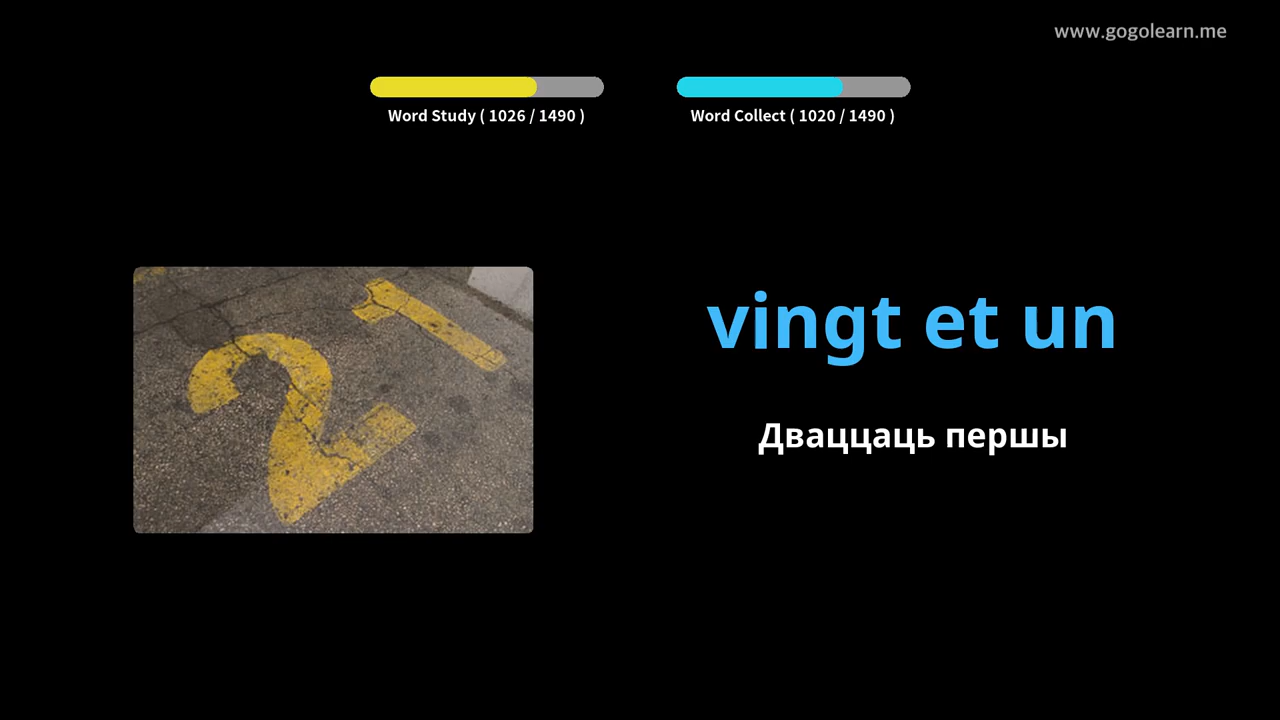 www.gogolearn.me
Word Study ( 1026 / 1490 )
Word Collect ( 1020 / 1490 )
21
vingt et un
Дваццаць першы